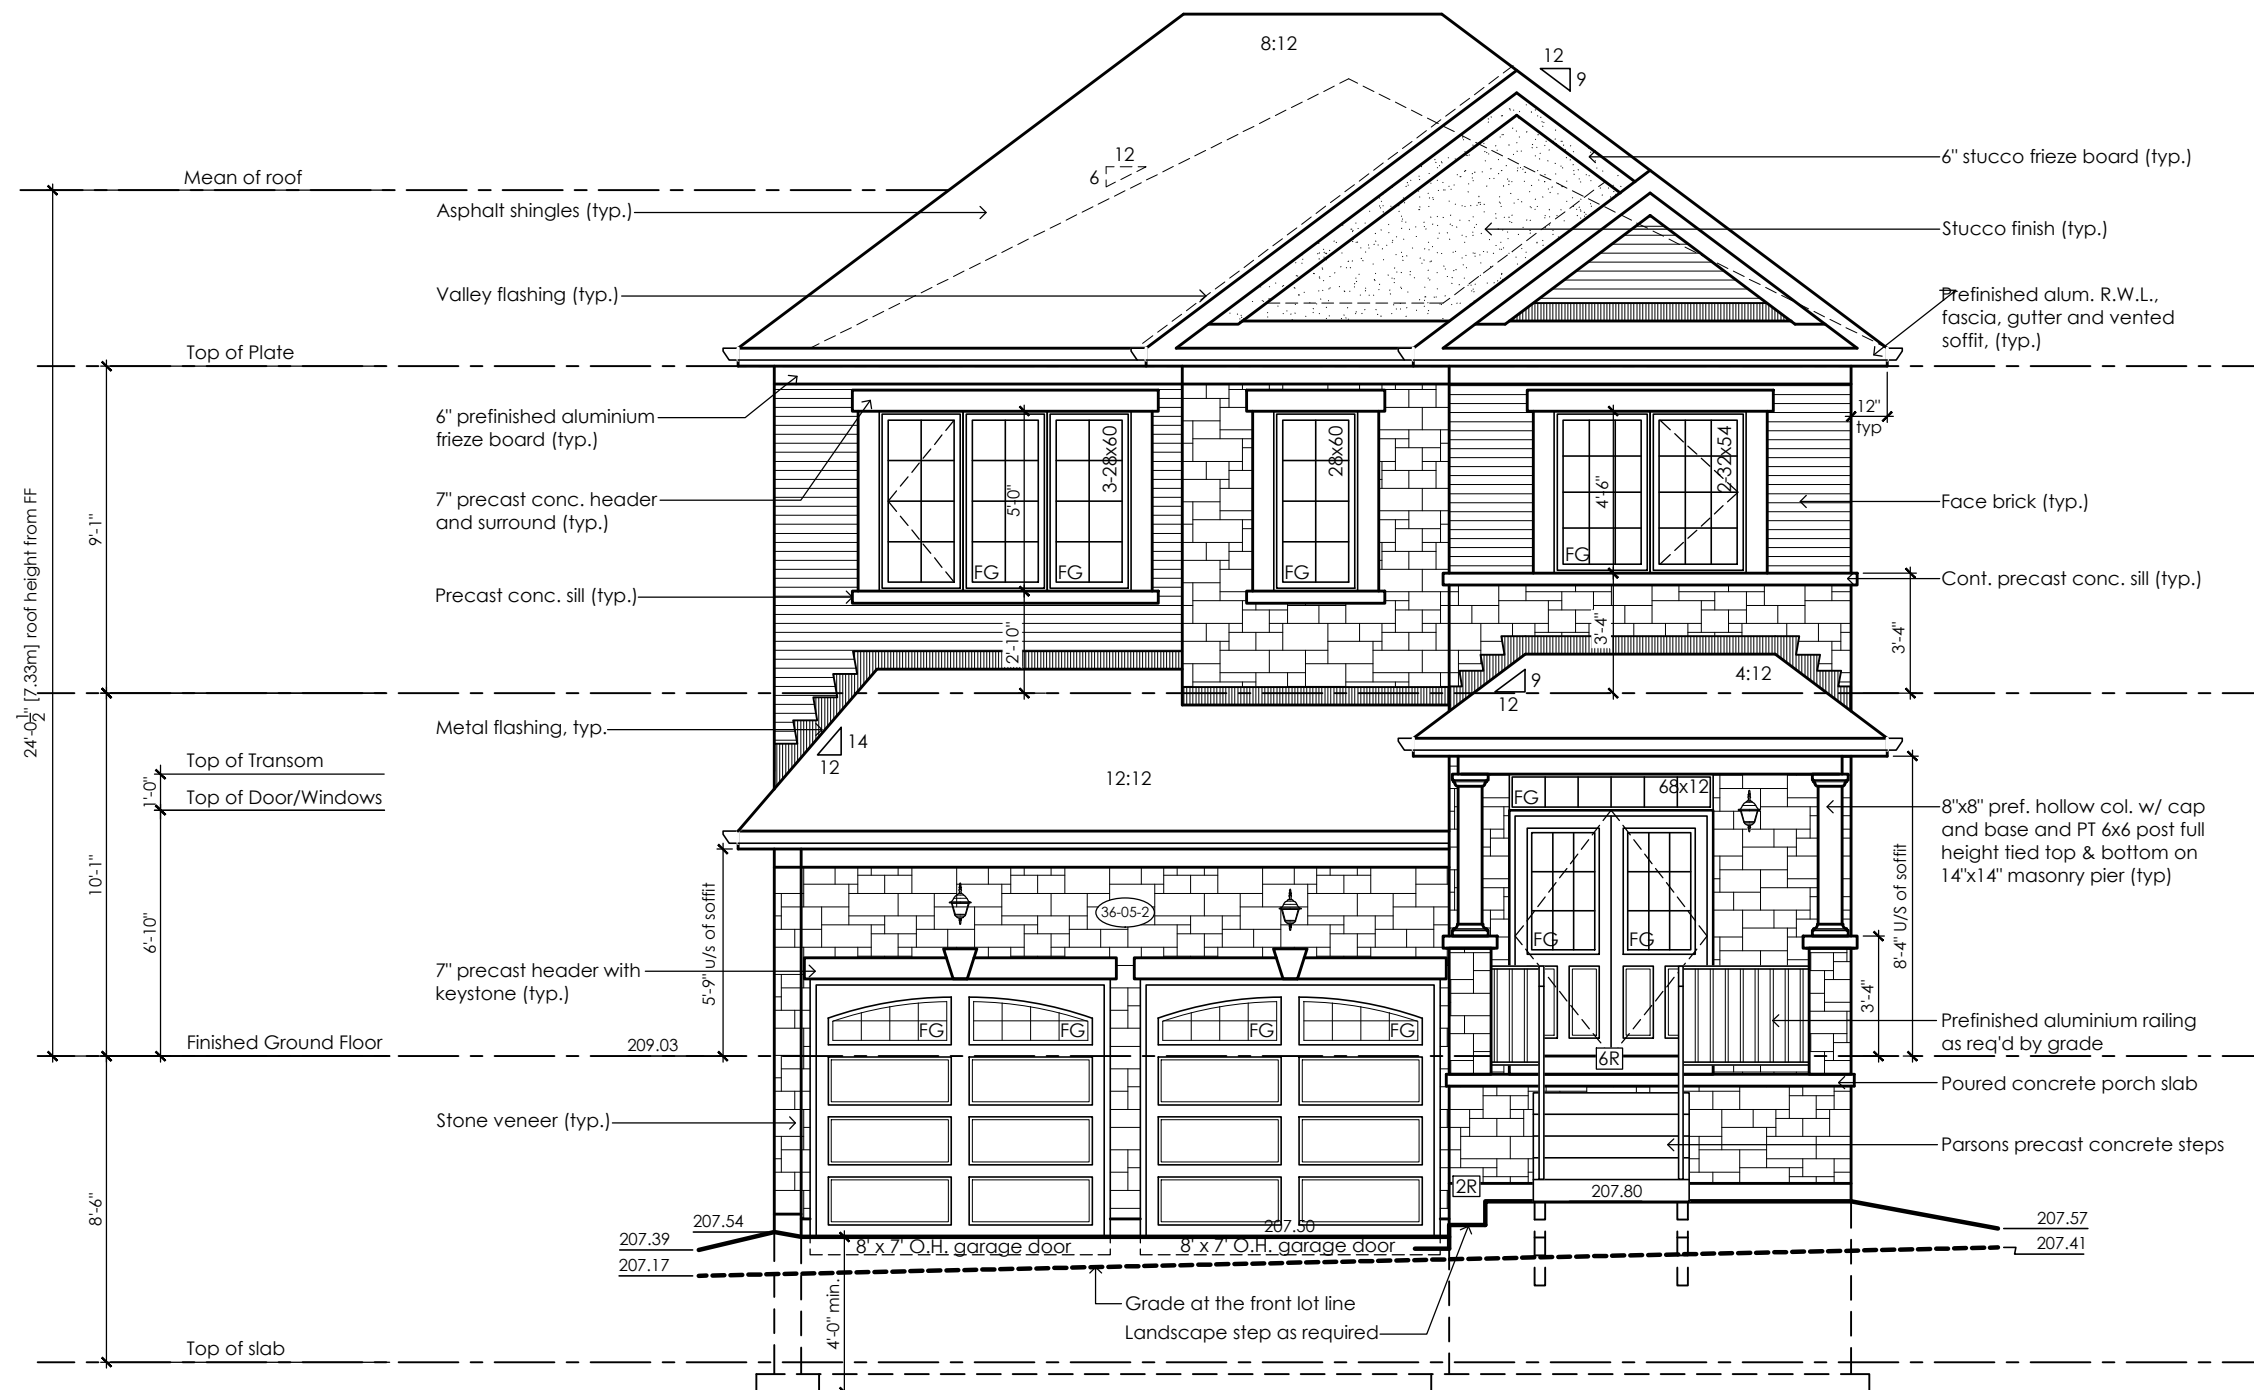 8:12
12
9
12
6
Mean of roof
Asphalt shingles (typ.)
Valley flashing (typ.)
Top of Plate
6" prefinished aluminium
frieze board (typ.)
7" precast conc. header
and surround (typ.)
Precast conc. sill (typ.)
Metal flashing, typ.
Top of Transom
Top of Door/Windows
7" precast header with
keystone (typ.)
Finished Ground Floor
209.03
Stone veneer (typ.)
Top of slab
24'-0 1/2" [7.33m] roof height from FF
9'-1"
10'-1"
8'-6"
1'-0"
6'-10"
5'-9" u/s of soffit
4'-0" min.
3-28x60
5'-0"
FG
FG
2'-10"
28x60
FG
2-32x54
4'-6"
FG
3'-4"
14
12
12:12
9
12
4:12
68x12
FG
FG
FG
36-05-2
FG
FG
FG
FG
6R
2R
207.80
207.50
8' x 7' O.H. garage door
8' x 7' O.H. garage door
207.54
207.39
207.17
207.57
207.41
Grade at the front lot line
Landscape step as required
6" stucco frieze board (typ.)
Stucco finish (typ.)
Prefinished alum. R.W.L.,
fascia, gutter and vented
soffit, (typ.)
12"
typ
Face brick (typ.)
Cont. precast conc. sill (typ.)
3'-4"
8"x8" pref. hollow col. w/ cap
and base and PT 6x6 post full
height tied top & bottom on
14"x14" masonry pier (typ)
8'-4" U/S of soffit
3'-4"
Prefinished aluminium railing
as req'd by grade
Poured concrete porch slab
Parsons precast concrete steps